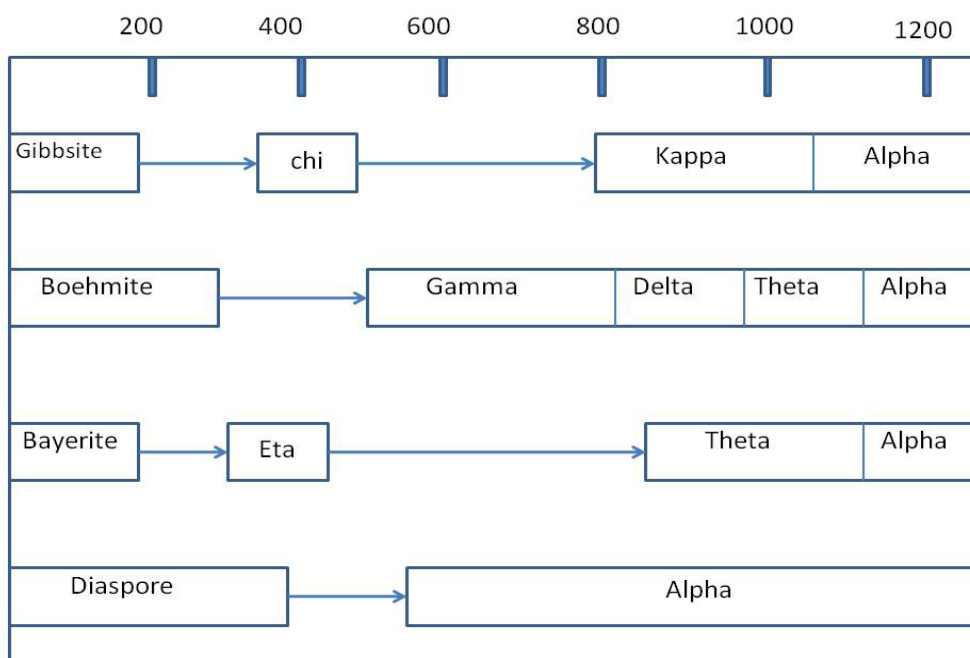 200 400 600 800 1000 1200
Gibbsite chi Kappa Alpha
Boehmite Gamma Delta Theta Alpha
Bayerite Eta Theta Alpha
Diaspore Alpha